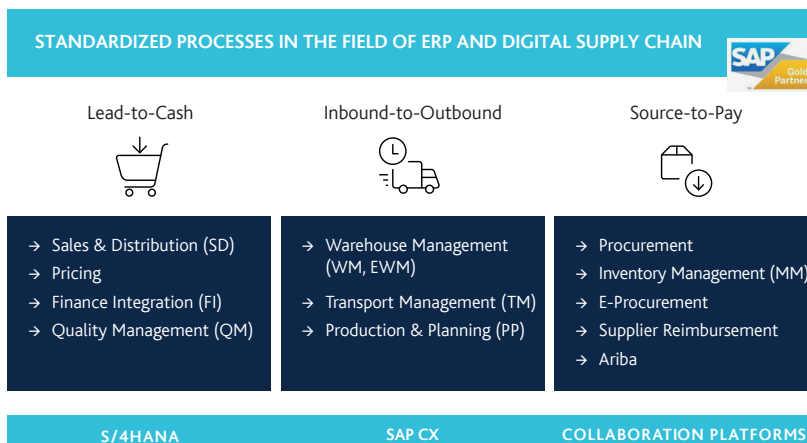 STANDARDIZED PROCESSES IN THE FIELD OF ERP AND DIGITAL SUPPLY CHAIN
SAP
Gold
Partner
Lead-to-Cash
Inbound-to-Outbound
Source-to-Pay
→ Sales & Distribution (SD)
→ Pricing
→ Finance Integration (FI)
→ Quality Management (QM)
→ Warehouse Management
(WM, EWM)
→ Transport Management (TM)
→ Production & Planning (PP)
→ Procurement
→ Inventory Management (MM)
→ E-Procurement
→ Supplier Reimbursement
→ Ariba
S/4HANA
SAP CX
COLLABORATION PLATFORMS